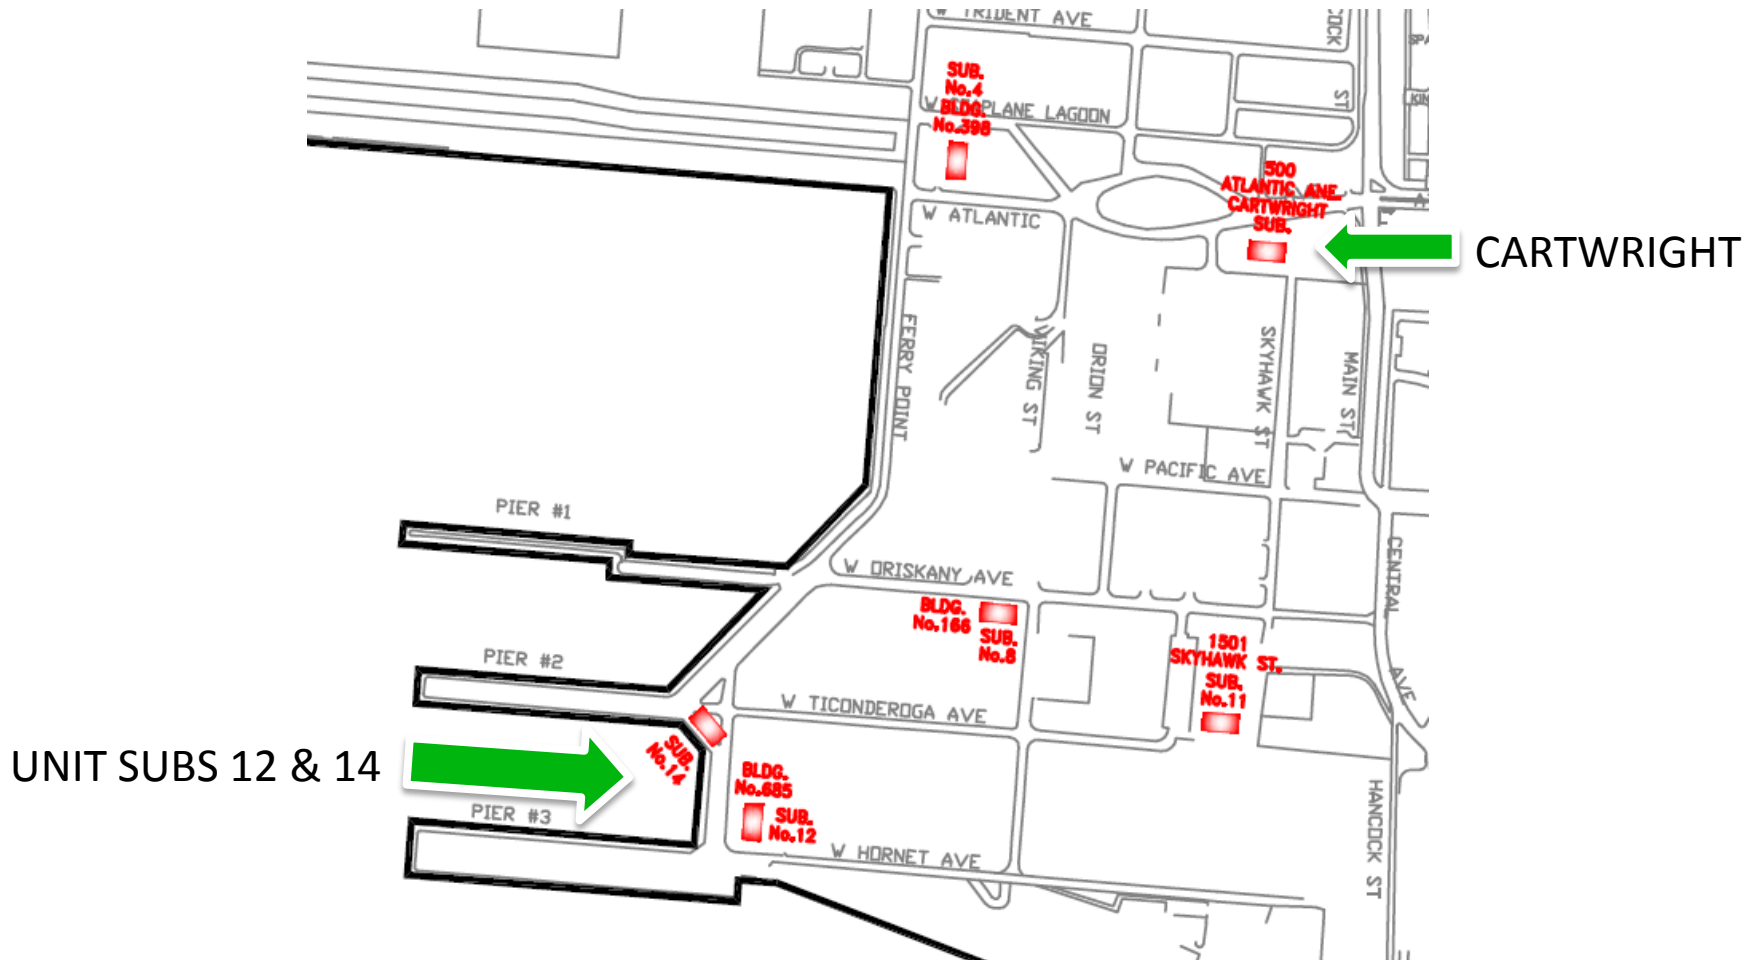 W TRIDENT AVE
SUB.
No.4
W PLANE LAGOON
BLDG.
No.398
ST
500
ATLANTIC ANE.
CARTWRIGHT
SUB.
W ATLANTIC
CARTWRIGHT
FERRY POINT
VIKING ST
ORION ST
SKYHAWK ST
MAIN ST
W PACIFIC AVE
PIER #1
CENTRAL
AVE
W ORISKANY AVE
BLDG.
No.166
SUB.
No.8
1501
SKYHAWK ST.
SUB.
No.11
PIER #2
W TICONDEROGA AVE
UNIT SUBS 12 & 14
SUB.
No.14
BLDG.
No.685
SUB.
No.12
PIER #3
W HORNET AVE
HANCOCK ST